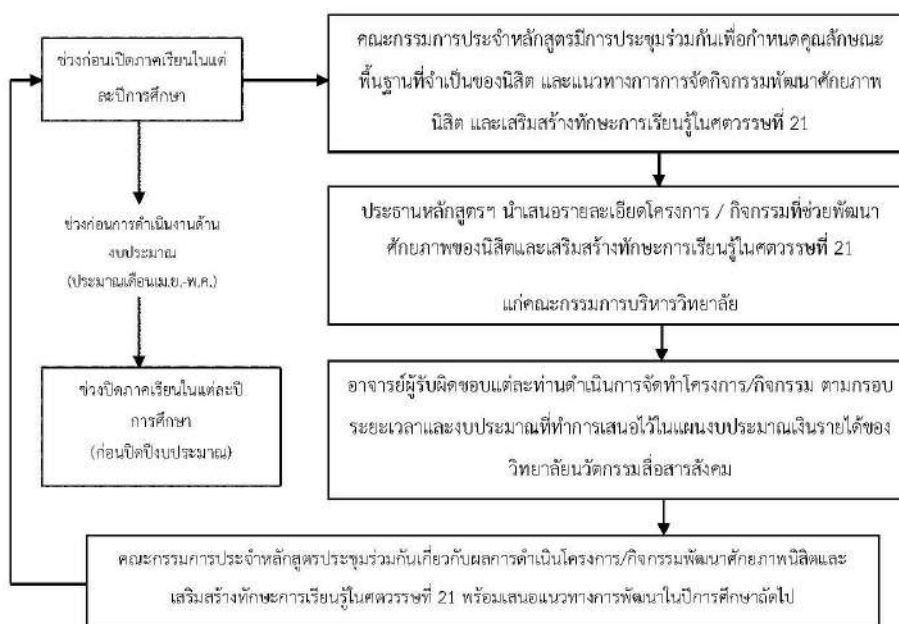 ช่วงก่อนเปิดภาคเรียนในแต่
ละปีการศึกษา
คณะกรรมการประจำหลักสูตรมีการประชุมร่วมกันเพื่อกำหนดคุณลักษณะ
พื้นฐานที่จำเป็นของนิสิต และแนวทางการการจัดกิจกรรมพัฒนาศักยภาพ
นิสิต และเสริมสร้างทักษะการเรียนรู้ในศตวรรษที่ 21
ช่วงก่อนการดำเนินงานด้าน
งบประมาณ
(ประมาณเดือนเม.ย.-พ.ค.)
ประธานหลักสูตรฯ นำเสนอรายละเอียดโครงการ / กิจกรรมที่ช่วยพัฒนา
ศักยภาพของนิสิตและเสริมสร้างทักษะการเรียนรู้ในศตวรรษที่ 21
แก่คณะกรรมการบริหารวิทยาลัย
ช่วงปิดภาคเรียนในแต่ละปี
การศึกษา
(ก่อนปิดปีงบประมาณ)
อาจารย์ผู้รับผิดชอบแต่ละท่านดำเนินการจัดทำโครงการ/กิจกรรม ตามกรอบ
ระยะเวลาและงบประมาณที่ทำการเสนอไว้ในแผนงบประมาณเงินรายได้ของ
วิทยาลัยนวัตกรรมสื่อสารสังคม
คณะกรรมการประจำหลักสูตรประชุมร่วมกันเกี่ยวกับผลการดำเนินโครงการ/กิจกรรมพัฒนาศักยภาพนิสิตและ
เสริมสร้างทักษะการเรียนรู้ในศตวรรษที่ 21 พร้อมเสนอแนวทางการพัฒนาในปีการศึกษาถัดไป